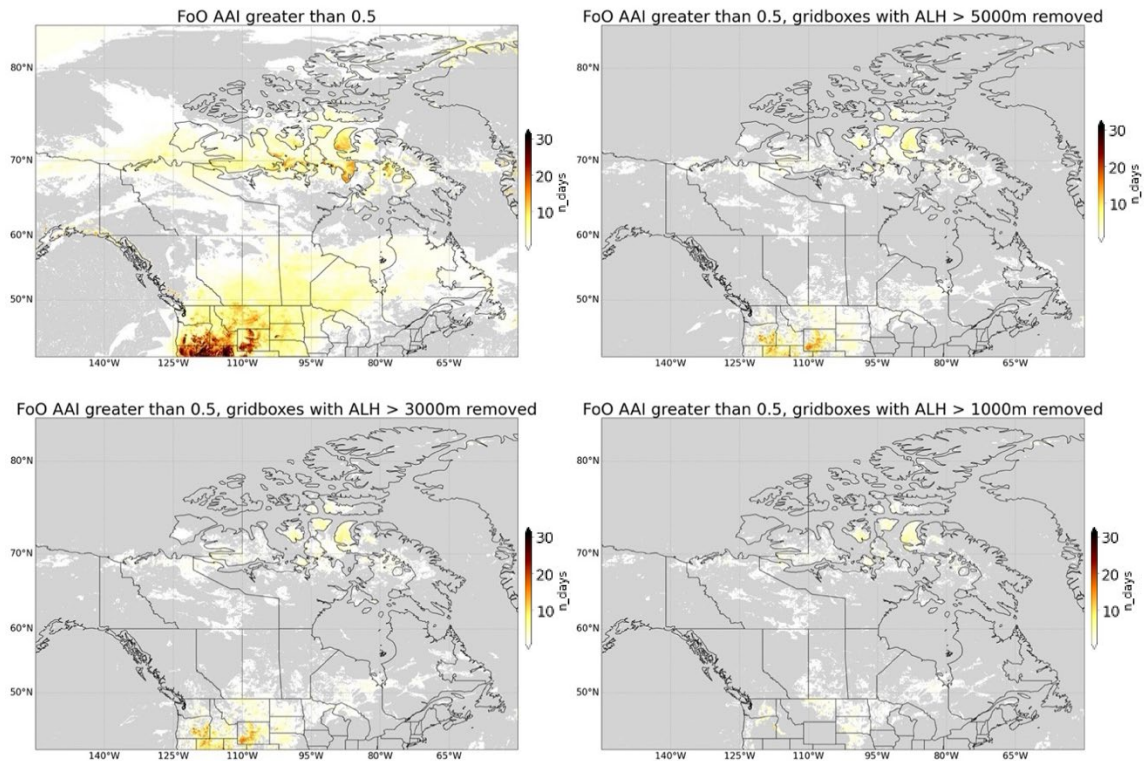 FoO AAI greater than 0.5
80°N
70°N
60°N
50°N
140°W
125°W
110°W
95°W
80°W
65°W
30
20
10
n_days
FoO AAI greater than 0.5, gridboxes with ALH > 5000m removed
80°N
70°N
60°N
50°N
140°W
125°W
110°W
95°W
80°W
65°W
30
20
10
n_days
FoO AAI greater than 0.5, gridboxes with ALH > 3000m removed
80°N
70°N
60°N
50°N
140°W
125°W
110°W
95°W
80°W
65°W
30
20
10
n_days
FoO AAI greater than 0.5, gridboxes with ALH > 1000m removed
80°N
70°N
60°N
50°N
140°W
125°W
110°W
95°W
80°W
65°W
30
20
10
n_days